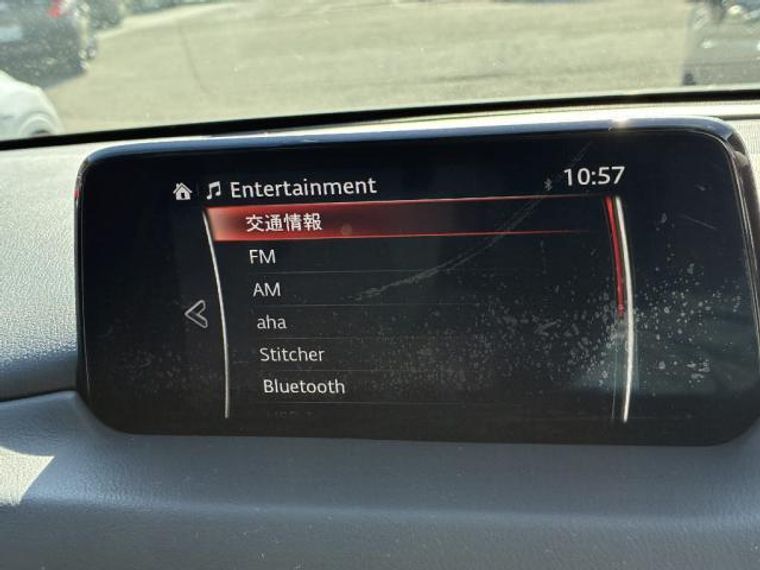 Entertainment
10:57
交通情報
FM
AM
aha
Stitcher
Bluetooth